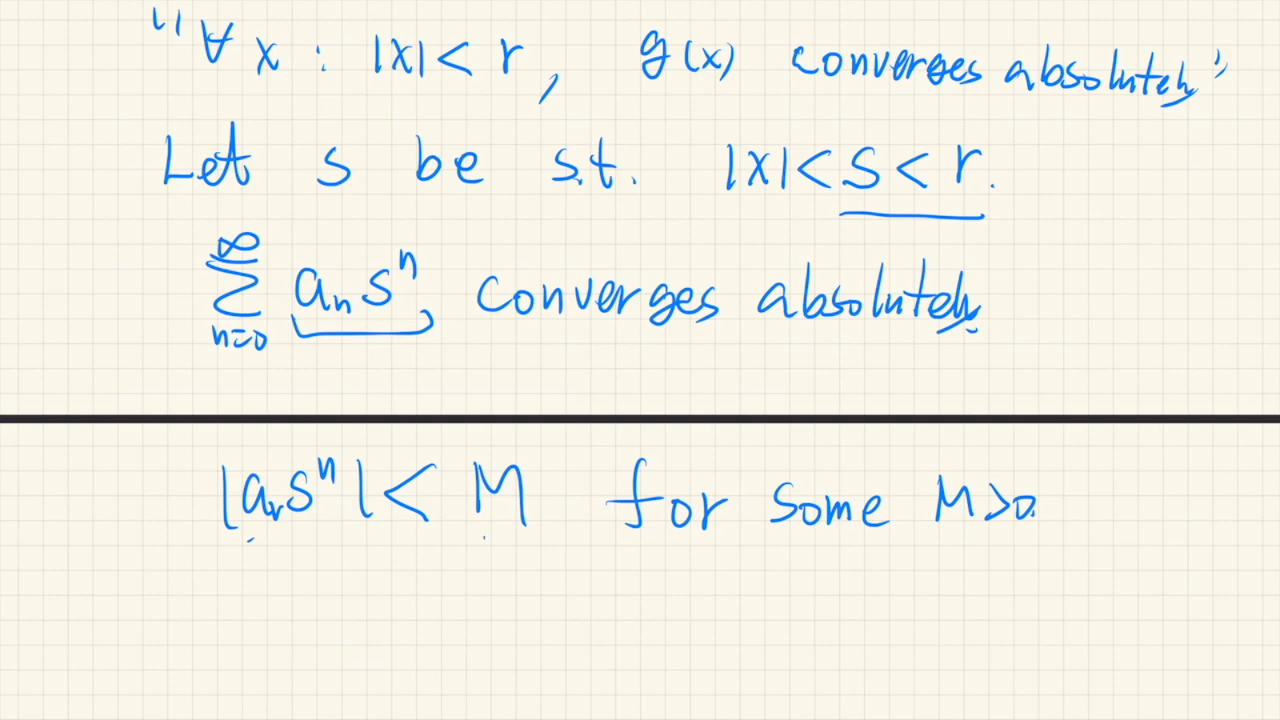 "∀x : |x| < r, g(x) converges absolutely"
Let s be s.t. |x| < s < r.
∑_{n=0}^{∞} a_n s^n converges absolutely.
|a_n s^n| < M for some M>0.